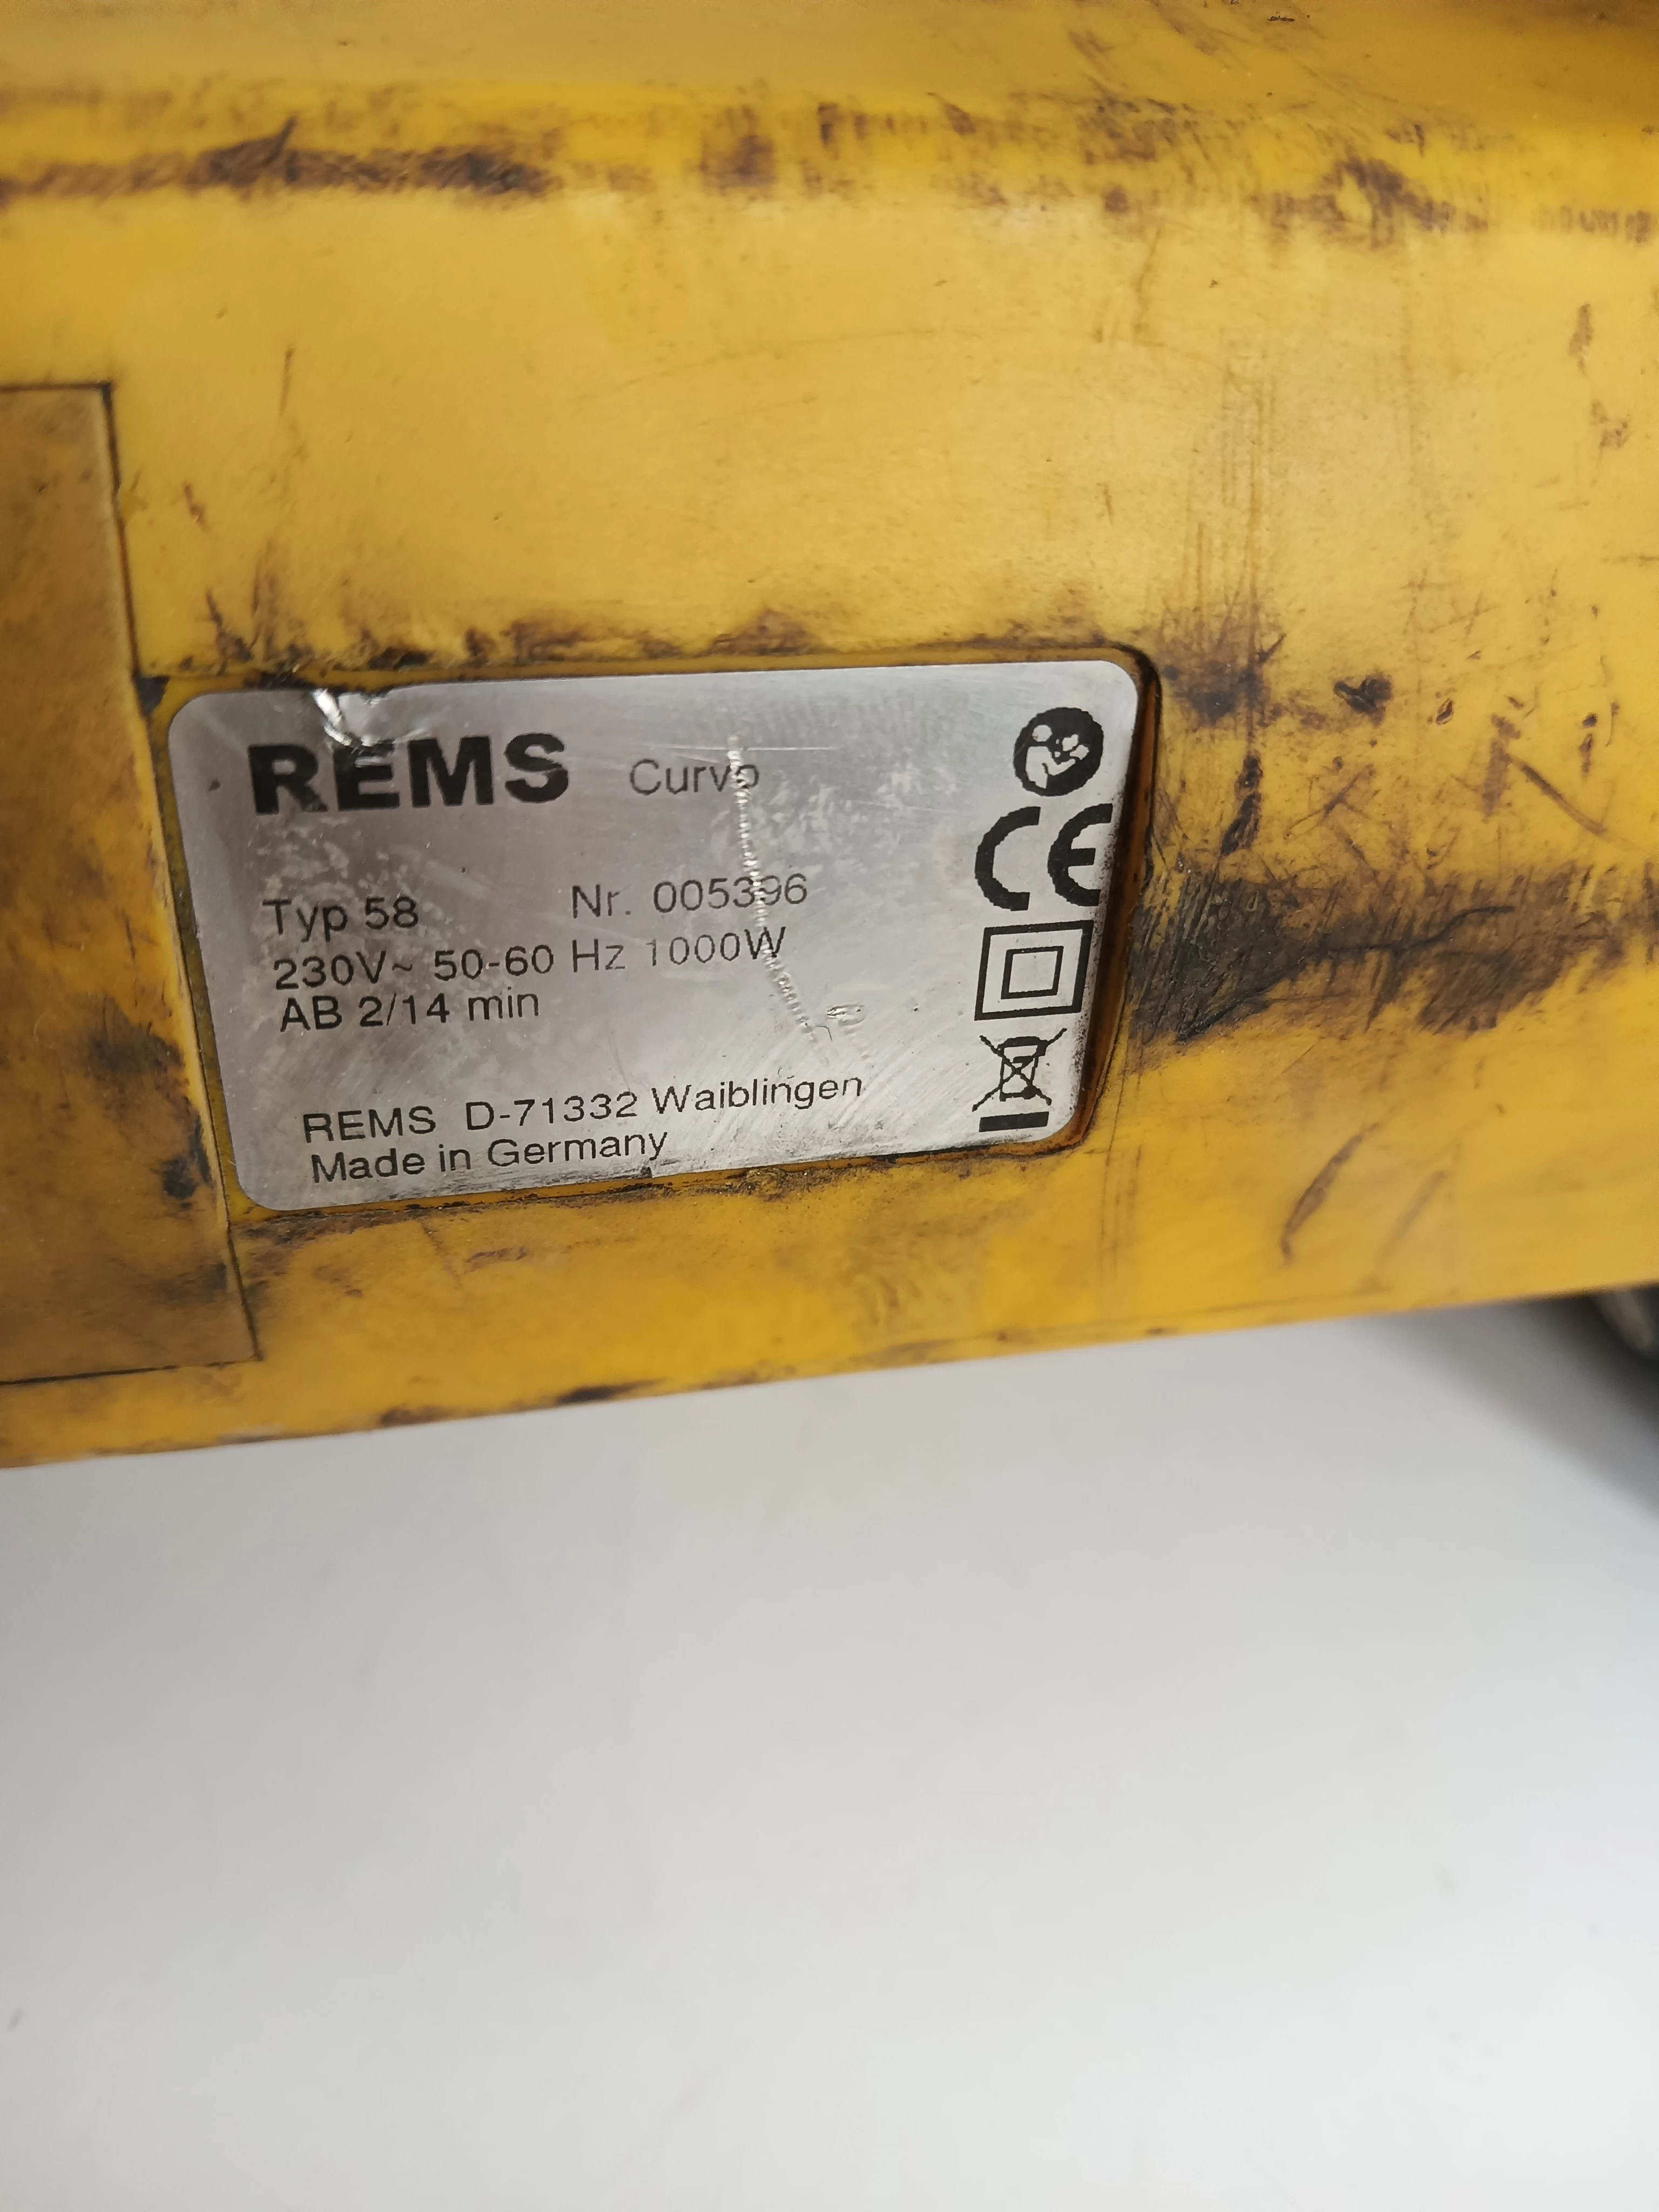 REMS Curvo
Typ 58 Nr. 005396
230V~ 50-60 Hz 1000W
AB 2/14 min
REMS D-71332 Waiblingen
Made in Germany
CE